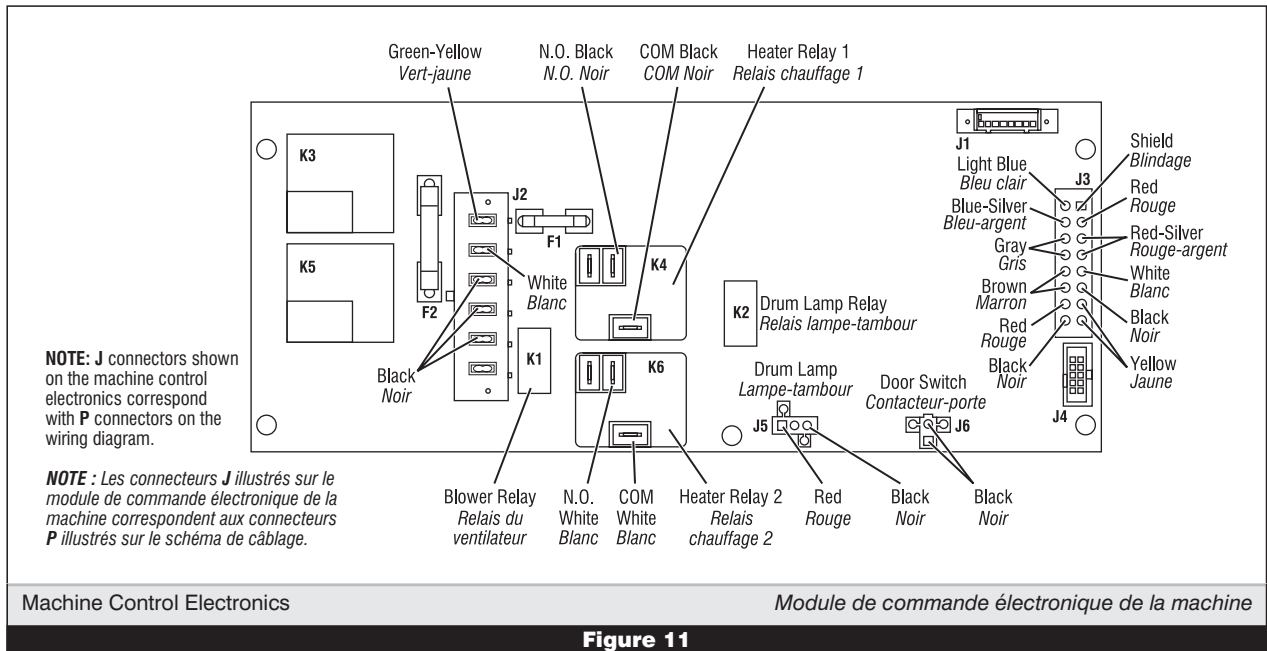 Green-Yellow
Vert-jaune
N.O. Black
N.O. Noir
COM Black
COM Noir
Heater Relay 1
Relais chauffage 1
K3
K5
F2
J2
F1
White
Blanc
Black
Noir
K1
K4
K6
K2
Drum Lamp Relay
Relais lampe-tambour
Drum Lamp
Lampe-tambour
J5
Door Switch
Contacteur-porte
J6
J1
Light Blue
Bleu clair
Blue-Silver
Bleu-argent
Gray
Gris
Brown
Marron
Red
Rouge
Black
Noir
J3
Shield
Blindage
Red
Rouge
Red-Silver
Rouge-argent
White
Blanc
Black
Noir
Yellow
Jaune
J4
NOTE: J connectors shown
on the machine control
electronics correspond
with P connectors on the
wiring diagram.
NOTE : Les connecteurs J illustrés sur le
module de commande électronique de la
machine correspondent aux connecteurs
P illustrés sur le schéma de câblage.
Blower Relay
Relais du
ventilateur
N.O.
White
Blanc
COM
White
Blanc
Heater Relay 2
Relais
chauffage 2
Red
Rouge
Black
Noir
Black
Noir
Machine Control Electronics
Module de commande électronique de la machine
Figure 11